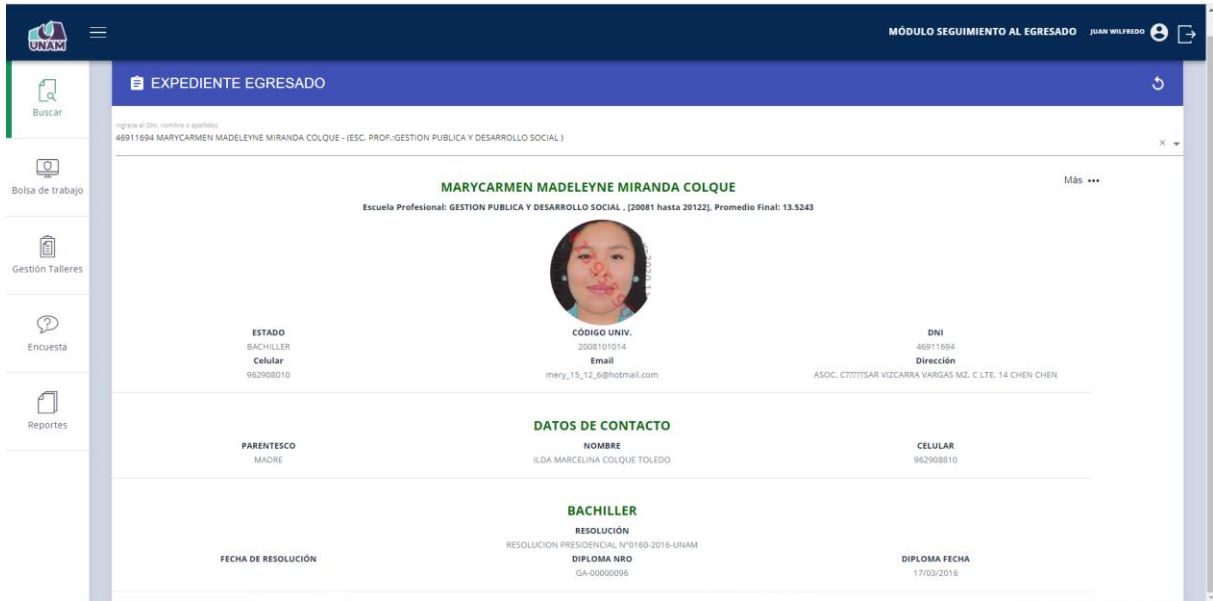 UNAM
MÓDULO SEGUIMIENTO AL EGRESADO JUAN WILFREDO
Buscar
Bolsa de trabajo
Gestión Talleres
Encuesta
Reportes
EXPEDIENTE EGRESADO
Ingrese el DNI, nombre o apellidos
46911694 MARYCARMEN MADELEYNE MIRANDA COLQUE - (ESC. PROF.:GESTION PUBLICA Y DESARROLLO SOCIAL )
Más •••
MARYCARMEN MADELEYNE MIRANDA COLQUE
Escuela Profesional: GESTION PUBLICA Y DESARROLLO SOCIAL , [20081 hasta 20122], Promedio Final: 13.5243
ESTADO CÓDIGO UNIV. DNI
BACHILLER 2008101014 46911694
Celular Email Dirección
962908010 mery_15_12_6@hotmail.com ASOC. C?????SAR VIZCARRA VARGAS MZ. C LTE. 14 CHEN CHEN
DATOS DE CONTACTO
PARENTESCO NOMBRE CELULAR
MADRE ILDA MARCELINA COLQUE TOLEDO 962908810
BACHILLER
RESOLUCIÓN
RESOLUCION PRESIDENCIAL N°0160-2016-UNAM
FECHA DE RESOLUCIÓN DIPLOMA NRO DIPLOMA FECHA
GA-00000096 17/03/2016